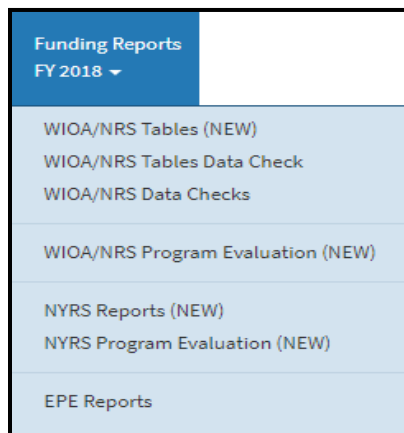 Funding Reports
FY 2018
WIOA/NRS Tables (NEW)
WIOA/NRS Tables Data Check
WIOA/NRS Data Checks
WIOA/NRS Program Evaluation (NEW)
NYRS Reports (NEW)
NYRS Program Evaluation (NEW)
EPE Reports